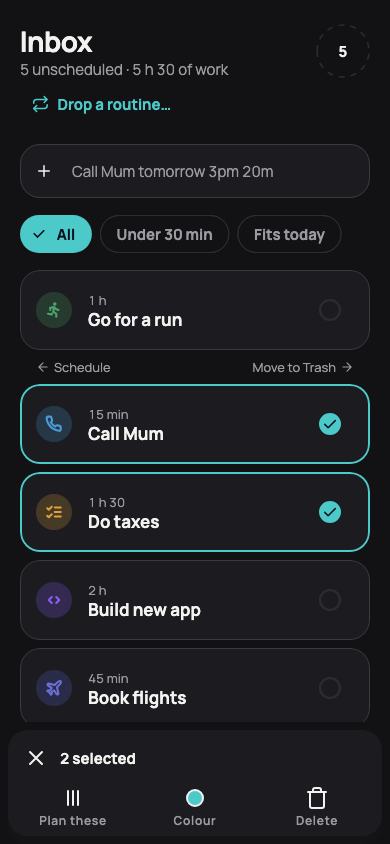 Inbox
5
5 unscheduled · 5 h 30 of work
Drop a routine…
Call Mum tomorrow 3pm 20m
All
Under 30 min
Fits today
1 h
Go for a run
← Schedule
Move to Trash →
15 min
Call Mum
1 h 30
Do taxes
2 h
Build new app
45 min
Book flights
2 selected
Plan these
Colour
Delete